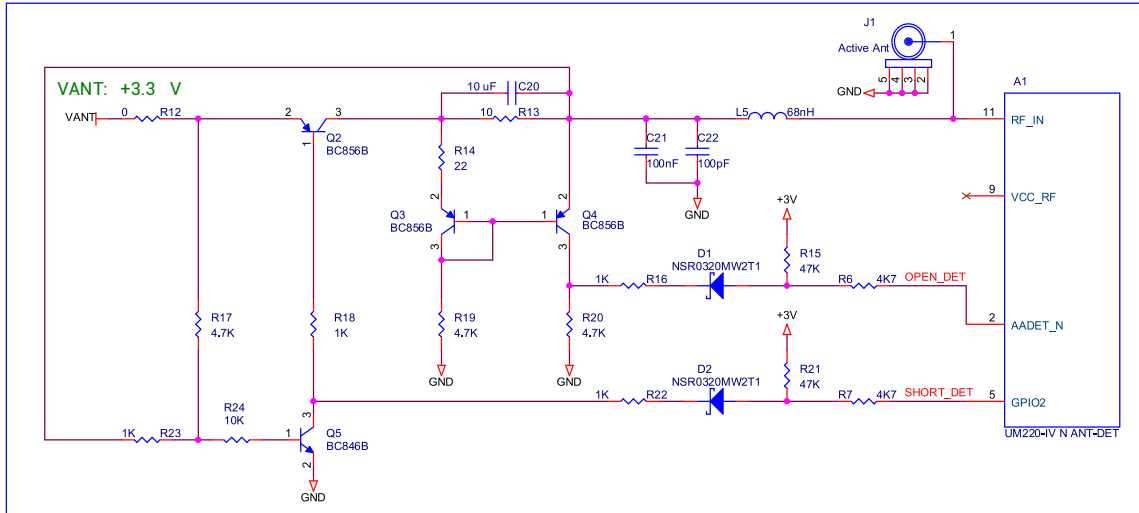 J1
Active Ant
1
5
4
3
2
GND
A1
VANT: +3.3 V
10 uF
C20
VANT
0
R12
2
3
10
R13
L5
68nH
11
RF_IN
Q2
BC856B
1
R14
22
C21
100nF
C22
100pF
9
VCC_RF
2
Q3
BC856B
1
3
2
1
Q4
BC856B
3
GND
+3V
D1
NSR0320MW2T1
R15
47K
1K
R16
R6
4K7
OPEN_DET
R17
4.7K
R18
1K
R19
4.7K
R20
4.7K
+3V
2
AADET_N
GND
GND
D2
NSR0320MW2T1
R21
47K
1K
R22
R7
4K7
SHORT_DET
5
GPIO2
R24
10K
1K
R23
3
1
Q5
BC846B
2
GND
UM220-IV N ANT-DET